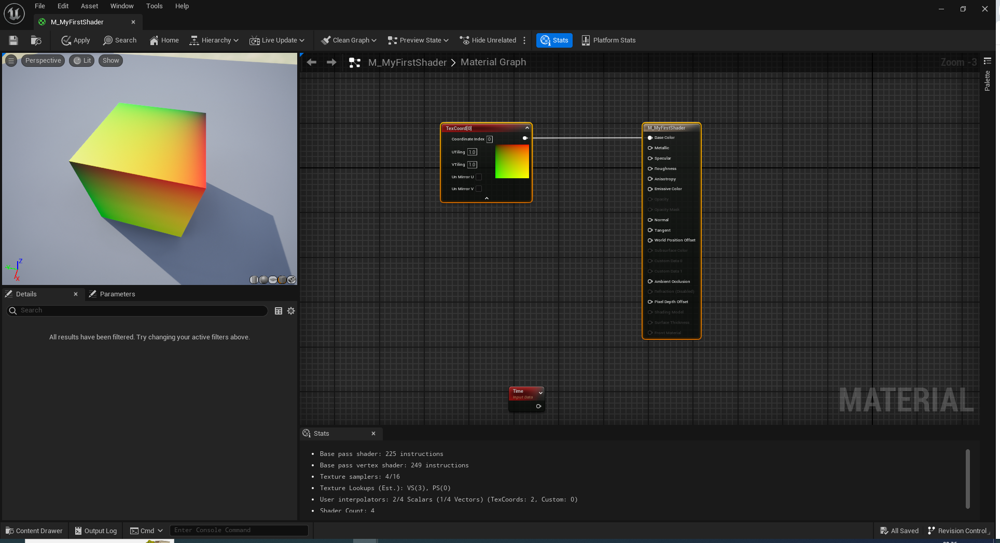 File Edit Asset Window Tools Help
M_MyFirstShader
Apply Search Home Hierarchy Live Update Clean Graph Preview State Hide Unrelated Stats Platform Stats
Perspective Lit Show
M_MyFirstShader > Material Graph
Zoom -3
Palette
TexCoord[0]
Coordinate Index 0
UTiling 1.0
VTiling 1.0
Un Mirror U
Un Mirror V
M_MyFirstShader
Base Color
Metallic
Specular
Roughness
Anisotropy
Emissive Color
Opacity
Opacity Mask
Normal
Tangent
World Position Offset
Subsurface Color
Custom Data 0
Custom Data 1
Ambient Occlusion
Refraction (Disabled)
Pixel Depth Offset
Shading Model
Surface Thickness
Front Material
Time
Input Data
MATERIAL
Z
X
Details Parameters
Search
All results have been filtered. Try changing your active filters above.
Stats
• Base pass shader: 225 instructions
• Base pass vertex shader: 249 instructions
• Texture samplers: 4/16
• Texture Lookups (Est.): VS(3), PS(0)
• User interpolators: 2/4 Scalars (1/4 Vectors) (TexCoords: 2, Custom: 0)
• Shader Count: 4
Content Drawer Output Log Cmd Enter Console Command All Saved Revision Control